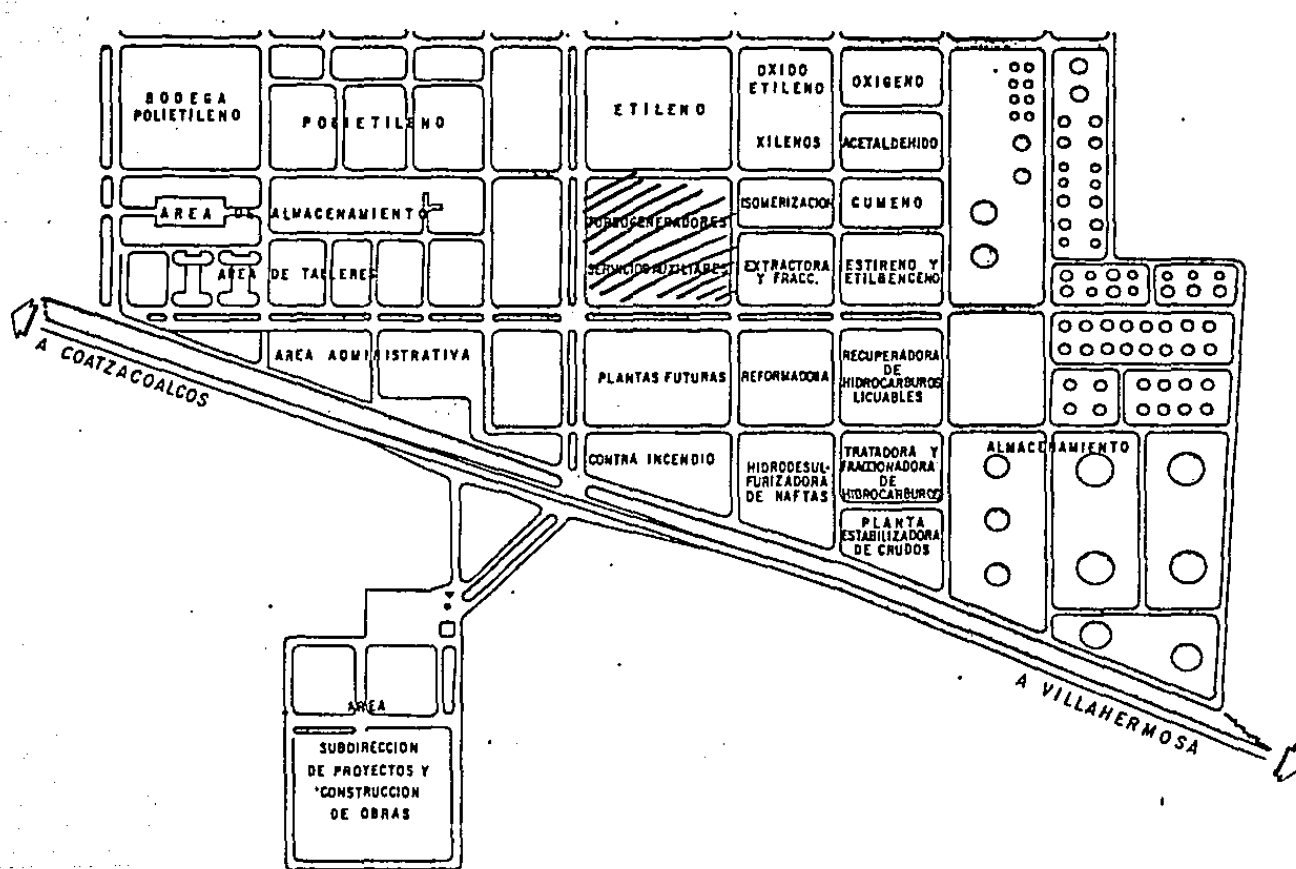 BODEGA
POLIETILENO
POLIETILENO
ETILENO
OXIDO
ETILENO
XILENOS
OXIGENO
ACETALDEHIDO
AREA DE ALMACENAMIENTO
TURBOGENERADORES
ISOMERIZACION
CUMENO
AREA DE TALLERES
SERVICIOS AUXILIARES
EXTRACTORA
Y FRACC.
ESTIRENO Y
ETILBENCENO
A COATZACOALCOS
AREA ADMINISTRATIVA
PLANTAS FUTURAS
REFORMADORA
RECUPERADORA
DE
HIDROCARBUROS
LICUABLES
CONTRA INCENDIO
HIDRODESUL-
FURIZADORA
DE NAFTAS
TRATADORA Y
FRACCIONADORA
DE
HIDROCARBUROS
PLANTA
ESTABILIZADORA
DE CRUDOS
ALMACENAMIENTO
A VILLAHERMOSA
AREA
SUBDIRECCION
DE PROYECTOS Y
CONSTRUCCION
DE OBRAS